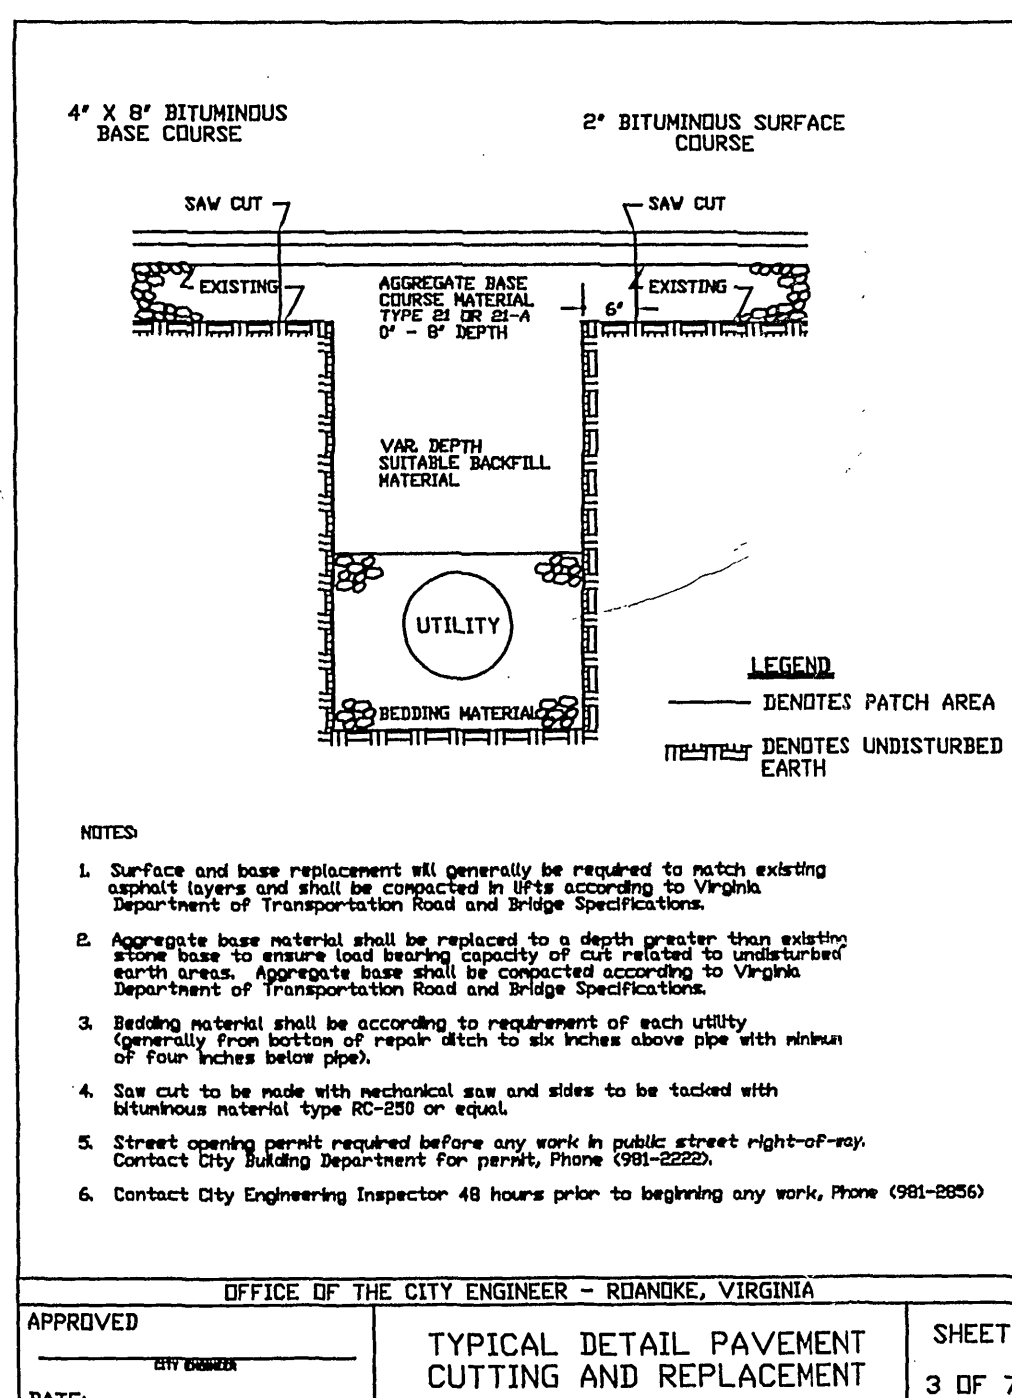 4" X 8" BITUMINOUS
BASE COURSE
2" BITUMINOUS SURFACE
COURSE
SAW CUT
SAW CUT
EXISTING
AGGREGATE BASE
COURSE MATERIAL
TYPE 21 OR 21-A
0" - 8" DEPTH
6"
EXISTING
VAR. DEPTH
SUITABLE BACKFILL
MATERIAL
UTILITY
BEDDING MATERIAL
LEGEND
DENOTES PATCH AREA
DENOTES UNDISTURBED
EARTH
NOTES:
1. Surface and base replacement will generally be required to match existing
asphalt layers and shall be compacted in lifts according to Virginia
Department of Transportation Road and Bridge Specifications.
2. Aggregate base material shall be replaced to a depth greater than existing
stone base to ensure load bearing capacity of cut related to undisturbed
earth areas. Aggregate base shall be compacted according to Virginia
Department of Transportation Road and Bridge Specifications.
3. Bedding material shall be according to requirement of each utility
(generally from bottom of repair ditch to six inches above pipe with minimum
of four inches below pipe).
4. Saw cut to be made with mechanical saw and sides to be tacked with
bituminous material type RC-250 or equal.
5. Street opening permit required before any work in public street right-of-way.
Contact City Building Department for permit, Phone (981-2222).
6. Contact City Engineering Inspector 48 hours prior to beginning any work, Phone (981-2856)
OFFICE OF THE CITY ENGINEER - ROANOKE, VIRGINIA
APPROVED
CITY ENGINEER
DATE:
TYPICAL DETAIL PAVEMENT
CUTTING AND REPLACEMENT
SHEET
3 OF 7